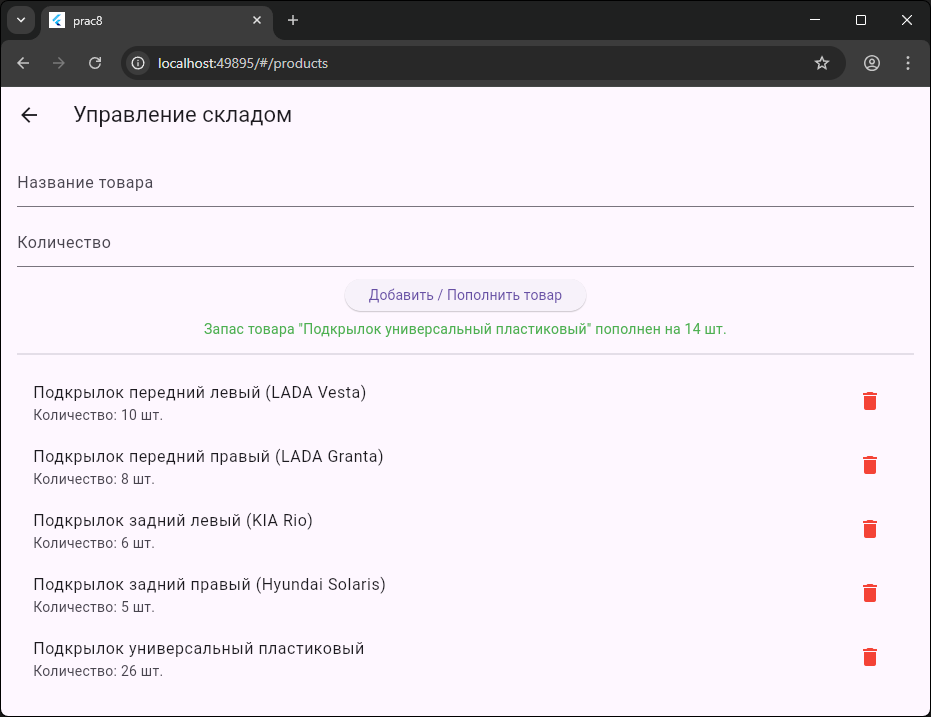 prac8
localhost:49895/#/products
Управление складом
Название товара
Количество
Добавить / Пополнить товар
Запас товара "Подкрылок универсальный пластиковый" пополнен на 14 шт.
Подкрылок передний левый (LADA Vesta)
Количество: 10 шт.
Подкрылок передний правый (LADA Granta)
Количество: 8 шт.
Подкрылок задний левый (KIA Rio)
Количество: 6 шт.
Подкрылок задний правый (Hyundai Solaris)
Количество: 5 шт.
Подкрылок универсальный пластиковый
Количество: 26 шт.